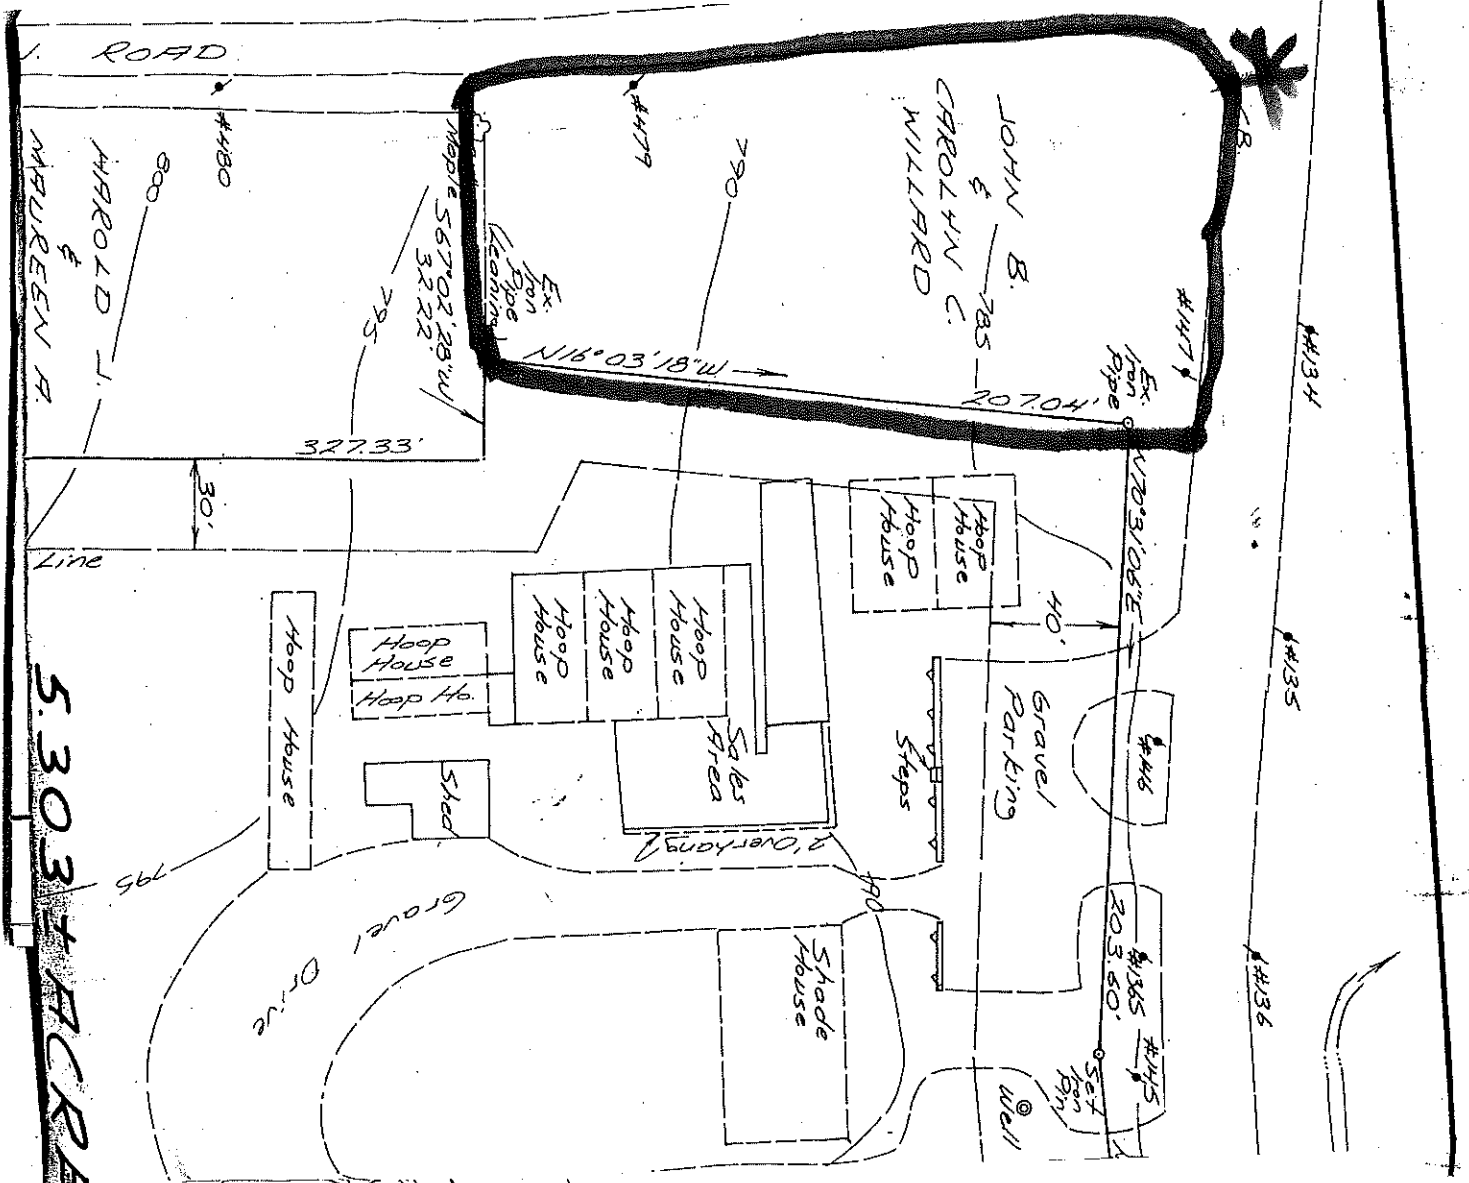 ROAD
#480
#479
HAROLD J.
&
MAUREEN A.
800
Maple
S67°02'28"W
32.22'
795
Ex.
Iron
Pipe
(Leaning)
790
JOHN B.
&
CAROLYN C.
WILLARD
785
#147
Ex.
Iron
Pipe
N16°03'18"W
207.04'
#134
327.33'
30'
Line
N70°31'06"E
40'
Hoop
House
Hoop
House
#135
Hoop
House
Hoop
House
Hoop
House
Hoop
House
Hoop Ho.
Hoop House
Sales
Area
Shed
Steps
Gravel
Parking
#146
2' Overhang
795
790
Gravel
Drive
Shade
House
203.60'
#136S
#145
Set
Iron
Pin
Well
#136
5.303± ACRE